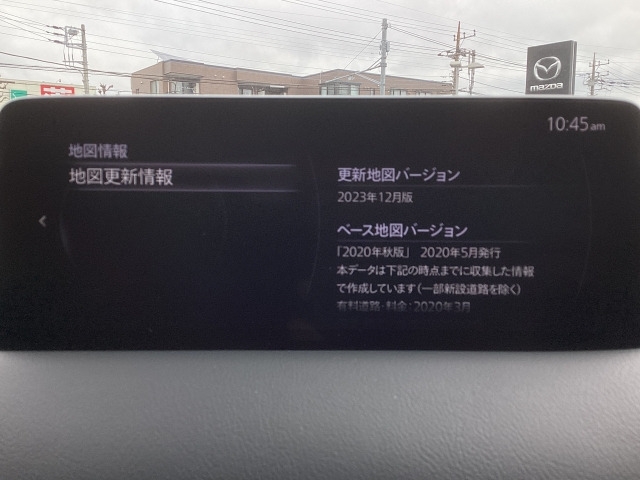 mazda
10:45am
地図情報
地図更新情報
更新地図バージョン
2023年12月版
ベース地図バージョン
「2020年秋版」 2020年5月発行
本データは下記の時点までに収集した情報
で作成しています(一部新設道路を除く)
有料道路・料金:2020年3月